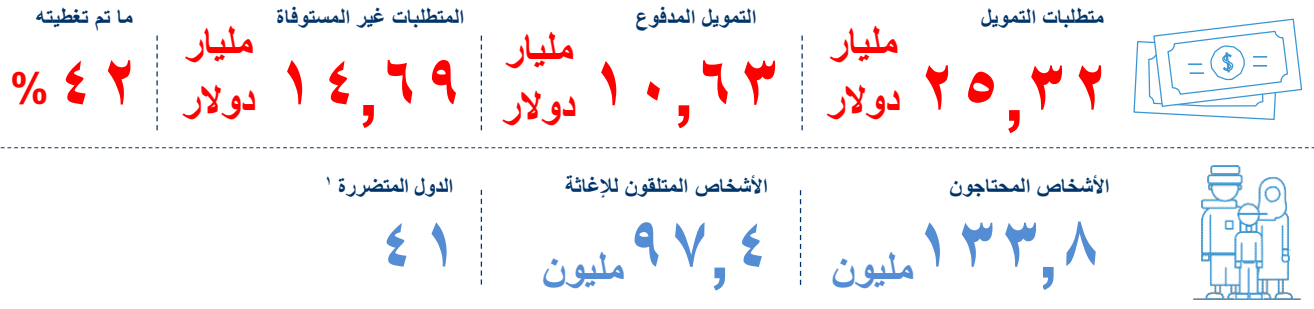 متطلبات التمويل
٢٥,٣٢ مليار دولار
التمويل المدفوع
١٠,٦٣ مليار دولار
المتطلبات غير المستوفاة
١٤,٦٩ مليار دولار
ما تم تغطيته
٤٢ %
الأشخاص المحتاجون
١٣٣,٨ مليون
الأشخاص المتلقون للإغاثة
٩٧,٤ مليون
الدول المتضررة ١
٤١
$